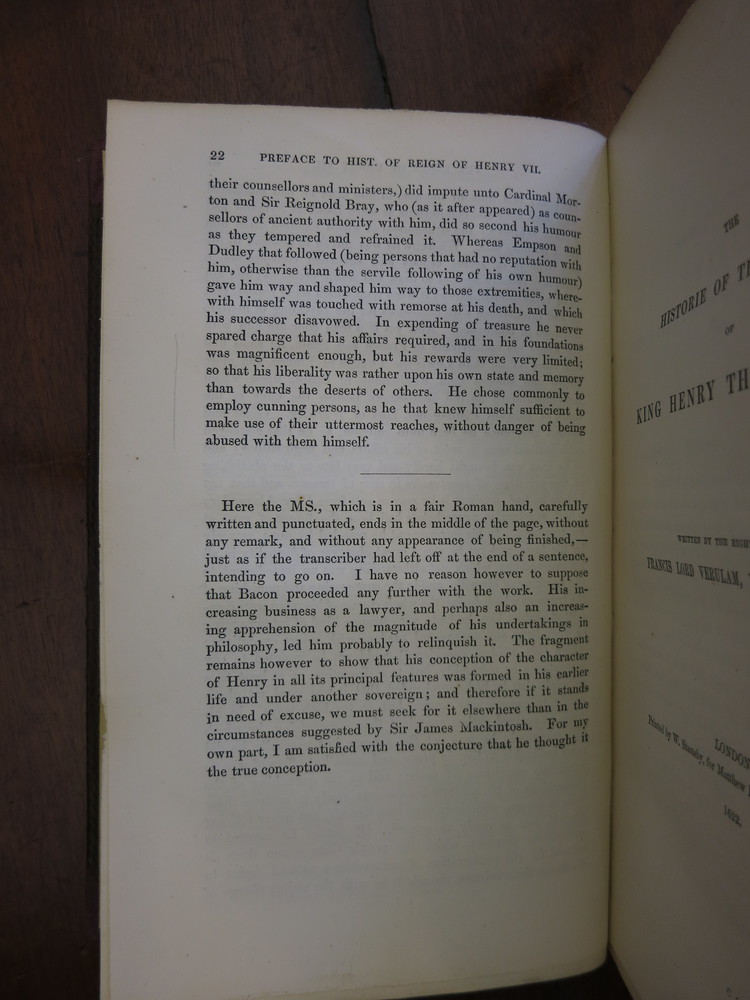 22 PREFACE TO HIST. OF REIGN OF HENRY VII.
their counsellors and ministers,) did impute unto Cardinal Mor-
ton and Sir Reignold Bray, who (as it after appeared) as coun-
sellors of ancient authority with him, did so second his humour
as they tempered and refrained it. Whereas Empson and
Dudley that followed (being persons that had no reputation with
him, otherwise than the servile following of his own humour)
gave him way and shaped him way to those extremities, where-
with himself was touched with remorse at his death, and which
his successor disavowed. In expending of treasure he never
spared charge that his affairs required, and in his foundations
was magnificent enough, but his rewards were very limited;
so that his liberality was rather upon his own state and memory
than towards the deserts of others. He chose commonly to
employ cunning persons, as he that knew himself sufficient to
make use of their uttermost reaches, without danger of being
abused with them himself.
Here the MS., which is in a fair Roman hand, carefully
written and punctuated, ends in the middle of the page, without
any remark, and without any appearance of being finished,—
just as if the transcriber had left off at the end of a sentence,
intending to go on. I have no reason however to suppose
that Bacon proceeded any further with the work. His in-
creasing business as a lawyer, and perhaps also an increas-
ing apprehension of the magnitude of his undertakings in
philosophy, led him probably to relinquish it. The fragment
remains however to show that his conception of the character
of Henry in all its principal features was formed in his earlier
life and under another sovereign; and therefore if it stands
in need of excuse, we must seek for it elsewhere than in the
circumstances suggested by Sir James Mackintosh. For my
own part, I am satisfied with the conjecture that he thought it
the true conception.
THE
HISTORIE OF
OF
KING HENRY
WRITTEN BY THE
FRANCIS LORD VERULAM,
LONDON
Printed by W. Stansby, for Matthew
1622.